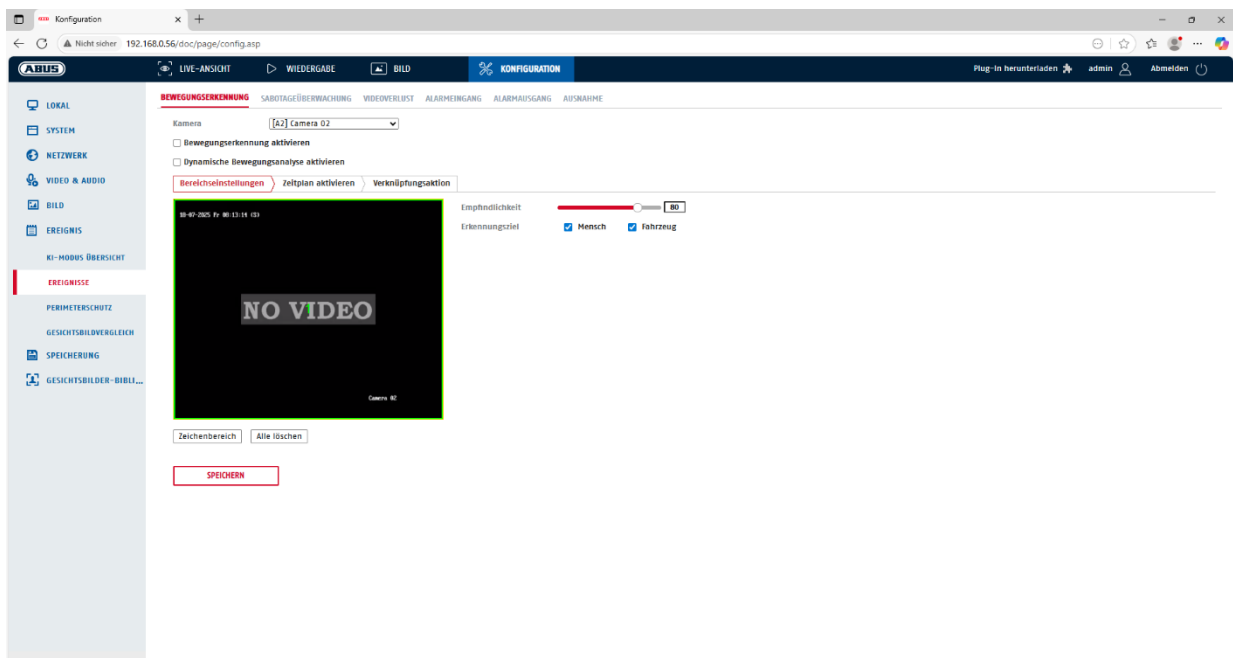 Konfiguration
Nicht sicher 192.168.0.56/doc/page/config.asp
ABUS LIVE-ANSICHT WIEDERGABE BILD KONFIGURATION Plug-In herunterladen admin Abmelden
LOKAL
SYSTEM
NETZWERK
VIDEO & AUDIO
BILD
EREIGNIS
KI-MODUS ÜBERSICHT
EREIGNISSE
PERIMETERSCHUTZ
GESICHTSBILDVERGLEICH
SPEICHERUNG
GESICHTSBILDER-BIBLI...
BEWEGUNGSERKENNUNG SABOTAGEÜBERWACHUNG VIDEOVERLUST ALARMEINGANG ALARMAUSGANG AUSNAHME
Kamera [A2] Camera 02
Bewegungserkennung aktivieren
Dynamische Bewegungsanalyse aktivieren
Bereichseinstellungen Zeitplan aktivieren Verknüpfungsaktion
NO VIDEO
Camera 02
Empfindlichkeit 80
Erkennungsziel Mensch Fahrzeug
Zeichenbereich Alle löschen
SPEICHERN